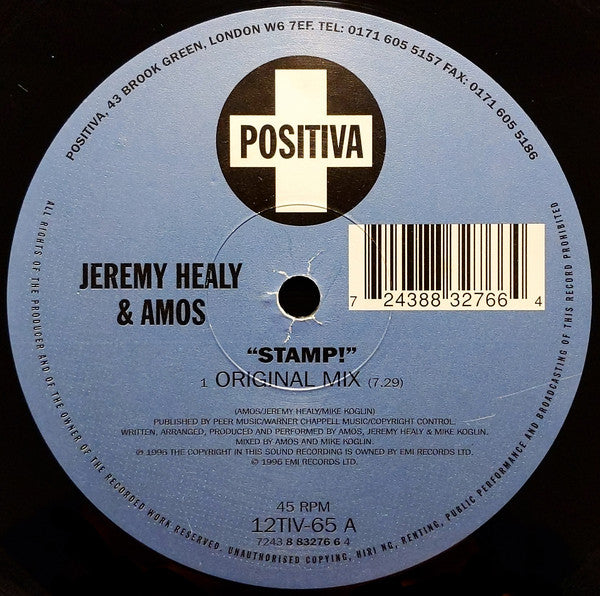 POSITIVA, 43 BROOK GREEN, LONDON W6 7EF. TEL: 0171 605 5157 FAX: 0171 605 5186
POSITIVA
JEREMY HEALY
& AMOS
7 24388 32766 4
"STAMP!"
1 ORIGINAL MIX (7.29)
(AMOS/JEREMY HEALY/MIKE KOGLIN)
PUBLISHED BY PEER MUSIC/WARNER CHAPPELL MUSIC/COPYRIGHT CONTROL.
WRITTEN, ARRANGED, PRODUCED AND PERFORMED BY AMOS, JEREMY HEALY & MIKE KOGLIN.
MIXED BY AMOS AND MIKE KOGLIN.
℗ 1996 THE COPYRIGHT IN THIS SOUND RECORDING IS OWNED BY EMI RECORDS LTD.
© 1996 EMI RECORDS LTD.
45 RPM
12TIV-65 A
7243 8 83276 6 4
ALL RIGHTS OF THE PRODUCER AND OF THE OWNER OF THE RECORDED WORK RESERVED. UNAUTHORISED COPYING, HIRI NG, RENTING, PUBLIC PERFORMANCE AND BROADCASTING OF THIS RECORD PROHIBITED